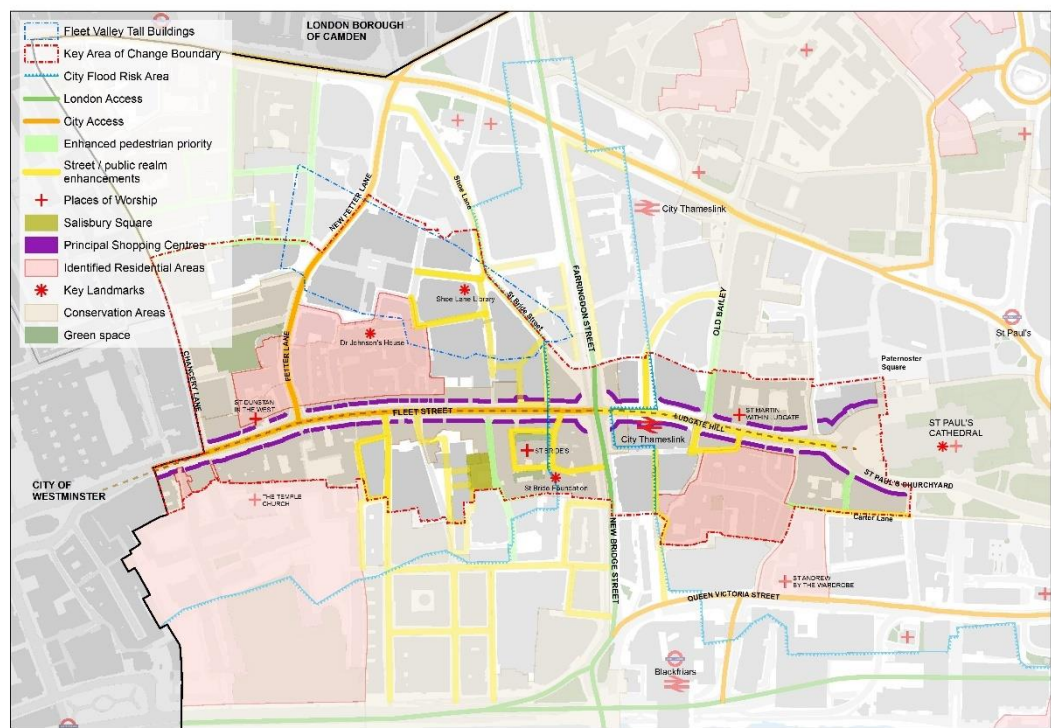 LONDON BOROUGH
OF CAMDEN
Fleet Valley Tall Buildings
Key Area of Change Boundary
City Flood Risk Area
London Access
City Access
Enhanced pedestrian priority
Street / public realm
enhancements
Places of Worship
Salisbury Square
Principal Shopping Centres
Identified Residential Areas
Key Landmarks
Conservation Areas
Green space
NEW FETTER LANE
Shoe Lane
City Thameslink
FARRINGDON STREET
Shoe Lane Library
St Bride Street
OLD BAILEY
St Paul's
Dr Johnson's House
FETTER LANE
CHANCERY LANE
Paternoster
Square
ST DUNSTAN
IN THE WEST
FLEET STREET
ST MARTIN
WITHIN LUDGATE
LUDGATE HILL
City Thameslink
ST PAUL'S
CATHEDRAL
ST BRIDE'S
St Bride Foundation
CITY OF
WESTMINSTER
ST PAUL'S CHURCHYARD
THE TEMPLE
CHURCH
Carter Lane
NEW BRIDGE STREET
ST ANDREW
BY THE WARDROBE
QUEEN VICTORIA STREET
Blackfriars